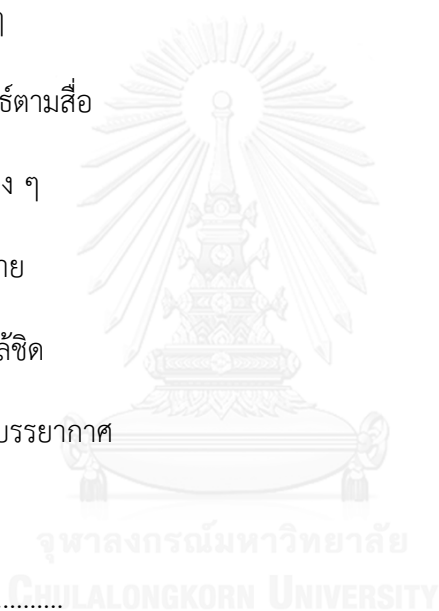 ๆ
ธ์ตามสื่อ
ง ๆ
าย
ล้ชิด
บรรยากาศ
จุฬาลงกรณ์มหาวิทยาลัย
...........
CHULALONGKORN UNIVERSITY